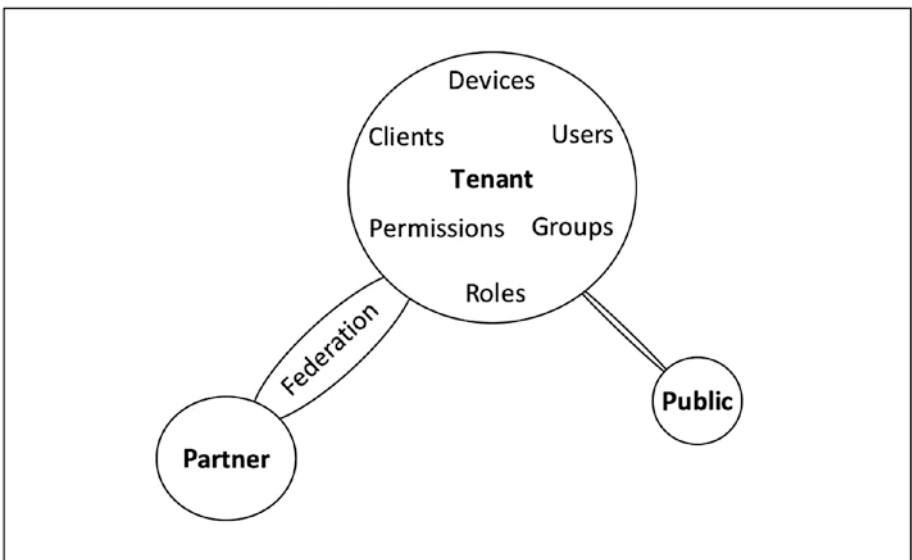 Devices
Clients Users
Tenant
Permissions Groups
Roles
Federation
Public
Partner